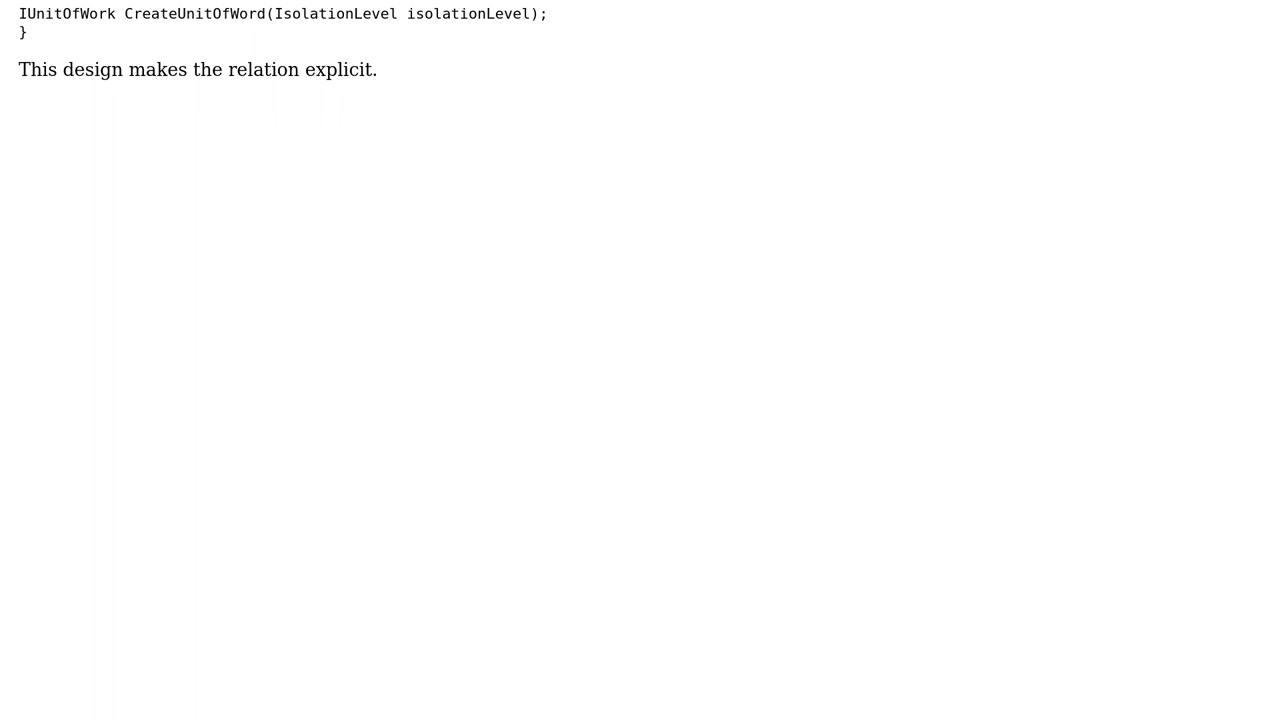 IUnitOfWork CreateUnitOfWord(IsolationLevel isolationLevel);
}
This design makes the relation explicit.